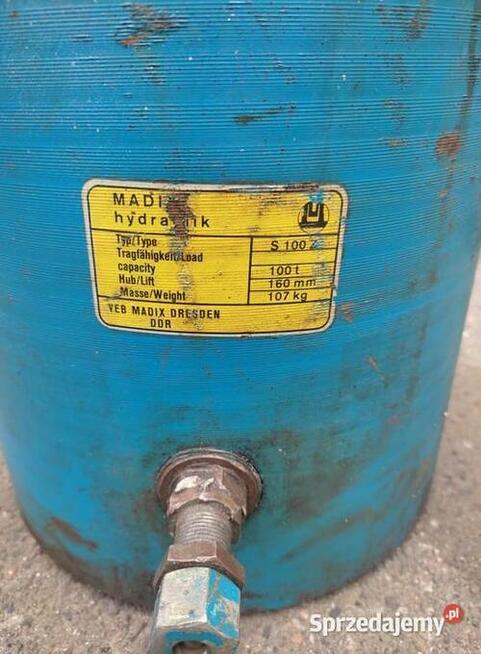 MADIX
hydraulik
Typ/Type
S 100
Tragfähigkeit/Load
capacity
100 t
Hub/Lift
160 mm
Masse/Weight
107 kg
VEB MADIX DRESDEN
DDR
Sprzedajemy.pl